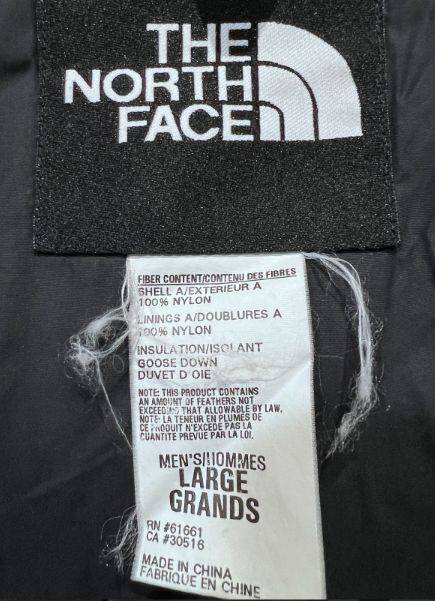 THE
NORTH
FACE
FIBER CONTENT/CONTENU DES FIBRES
SHELL A/EXTERIEUR A
100% NYLON
LININGS A/DOUBLURES A
100% NYLON
INSULATION/ISOLANT
GOOSE DOWN
DUVET D'OIE
NOTE: THIS PRODUCT CONTAINS
AN AMOUNT OF FEATHERS NOT
EXCEEDING THAT ALLOWABLE BY LAW.
NOTE: LA TENEUR EN PLUMES DE
CE PRODUIT N'EXCEDE PAS LA
QUANTITE PREVUE PAR LA LOI.
MEN'S/HOMMES
LARGE
GRANDS
RN #61661
CA #30516
MADE IN CHINA
FABRIQUE EN CHINE